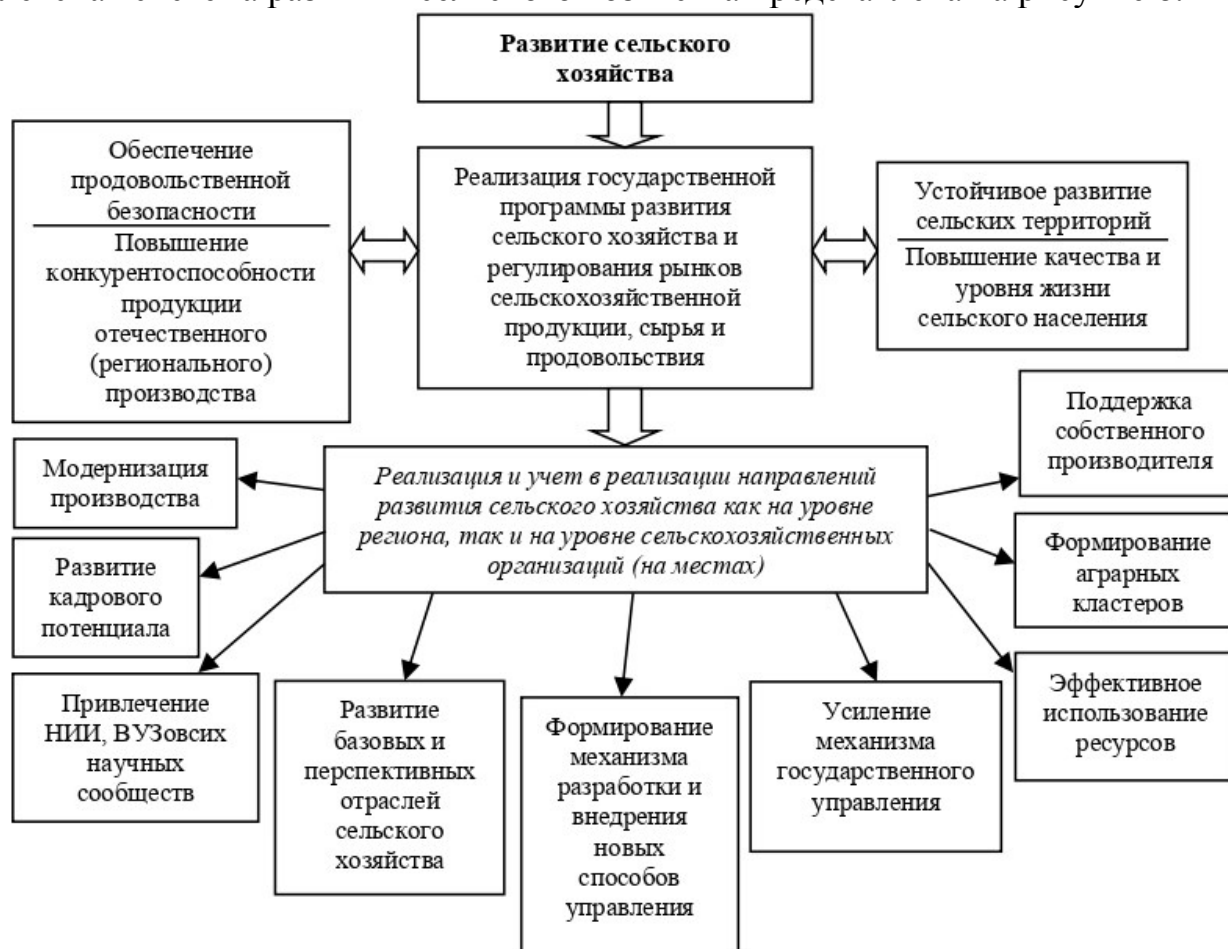 Развитие сельского
хозяйства
Обеспечение
продовольственной
безопасности
Повышение
конкурентоспособности
продукции
отечественного
(регионального)
производства
Реализация государственной
программы развития
сельского хозяйства и
регулирования рынков
сельскохозяйственной
продукции, сырья и
продовольствия
Устойчивое развитие
сельских территорий
Повышение качества и
уровня жизни
сельского населения
Реализация и учет в реализации направлений
развития сельского хозяйства как на уровне
региона, так и на уровне сельскохозяйственных
организаций (на местах)
Модернизация
производства
Развитие
кадрового
потенциала
Привлечение
НИИ, ВУЗовсих
научных
сообществ
Развитие
базовых и
перспективных
отраслей
сельского
хозяйства
Формирование
механизма
разработки и
внедрения
новых
способов
управления
Усиление
механизма
государственного
управления
Поддержка
собственного
производителя
Формирование
аграрных
кластеров
Эффективное
использование
ресурсов